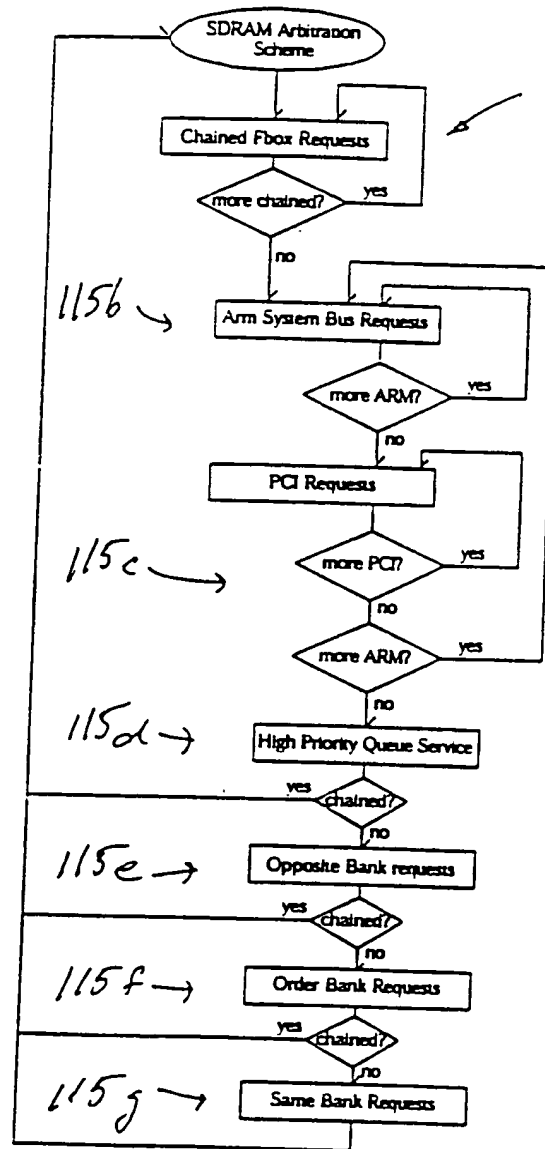 SDRAM Arbitration
Scheme
Chained Fbox Requests
more chained?
yes
no
115b
Arm System Bus Requests
more ARM?
yes
no
PCI Requests
115c
more PCI?
yes
no
more ARM?
yes
no
115d
High Priority Queue Service
yes
chained?
no
115e
Opposite Bank requests
yes
chained?
no
115f
Order Bank Requests
yes
chained?
no
115g
Same Bank Requests